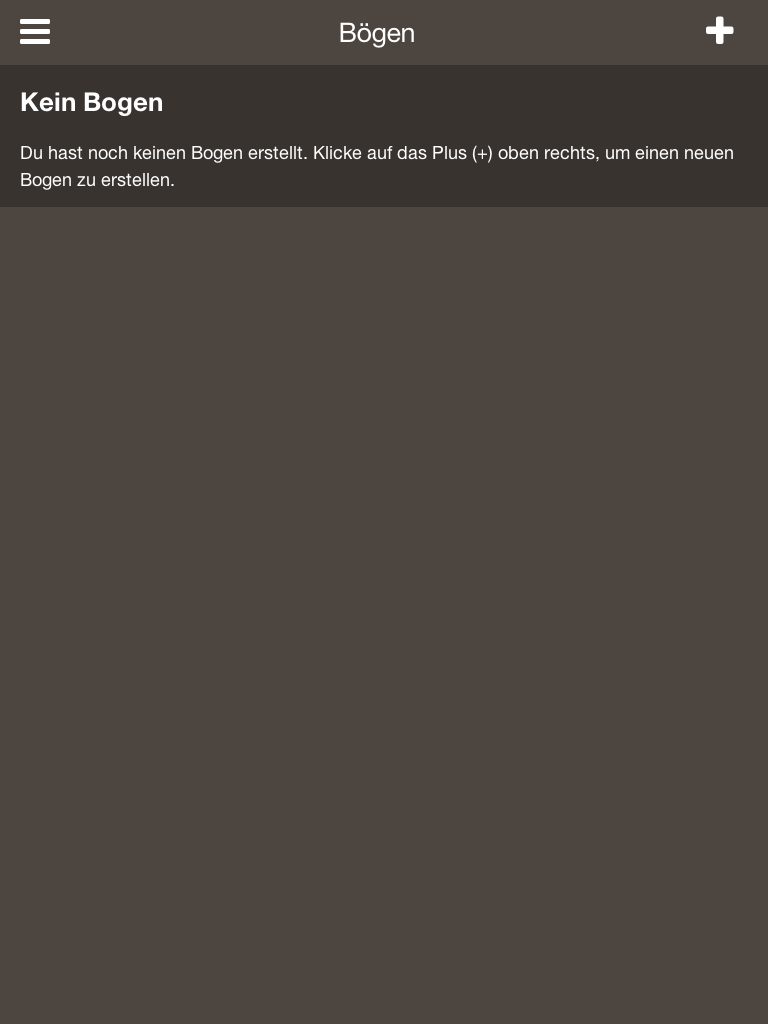 Bögen
Kein Bogen
Du hast noch keinen Bogen erstellt. Klicke auf das Plus (+) oben rechts, um einen neuen
Bogen zu erstellen.